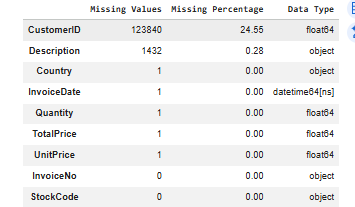 Missing Values Missing Percentage Data Type
CustomerID 123840 24.55 float64
Description 1432 0.28 object
Country 1 0.00 object
InvoiceDate 1 0.00 datetime64[ns]
Quantity 1 0.00 float64
TotalPrice 1 0.00 float64
UnitPrice 1 0.00 float64
InvoiceNo 0 0.00 object
StockCode 0 0.00 object